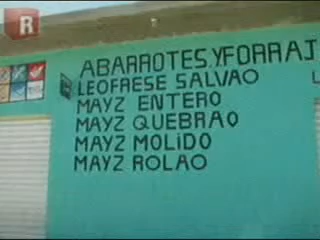 R
ABARROTES.Y.FORRAJ
LEOFRESE SALVAO
MAYZ ENTERO
MAYZ QUEBRAO
MAYZ MOLIDO
MAYZ ROLAO
L